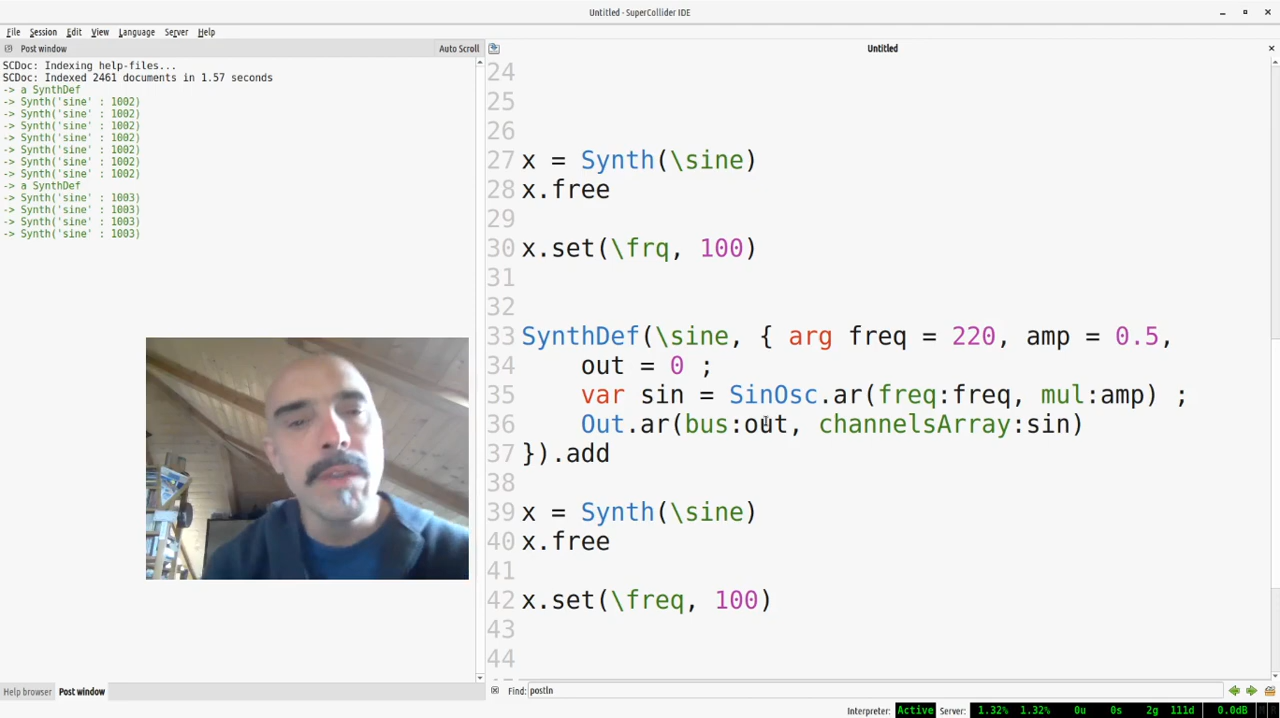 Untitled - SuperCollider IDE
File Session Edit View Language Server Help
Post window
Auto Scroll
Untitled
SCDoc: Indexing help-files...
SCDoc: Indexed 2461 documents in 1.57 seconds
-> a SynthDef
-> Synth('sine' : 1002)
-> Synth('sine' : 1002)
-> Synth('sine' : 1002)
-> Synth('sine' : 1002)
-> Synth('sine' : 1002)
-> Synth('sine' : 1002)
-> Synth('sine' : 1002)
-> a SynthDef
-> Synth('sine' : 1003)
-> Synth('sine' : 1003)
-> Synth('sine' : 1003)
-> Synth('sine' : 1003)
24
25
26
27 x = Synth(\sine)
28 x.free
29
30 x.set(\frq, 100)
31
32
33 SynthDef(\sine, { arg freq = 220, amp = 0.5,
34 out = 0 ;
35 var sin = SinOsc.ar(freq:freq, mul:amp) ;
36 Out.ar(bus:out, channelsArray:sin)
37 }).add
38
39 x = Synth(\sine)
40 x.free
41
42 x.set(\freq, 100)
43
44
Help browser Post window
Find: postln
Interpreter: Active Server: 1.32% 1.32% 0u 0s 2g 111d 0.0dB